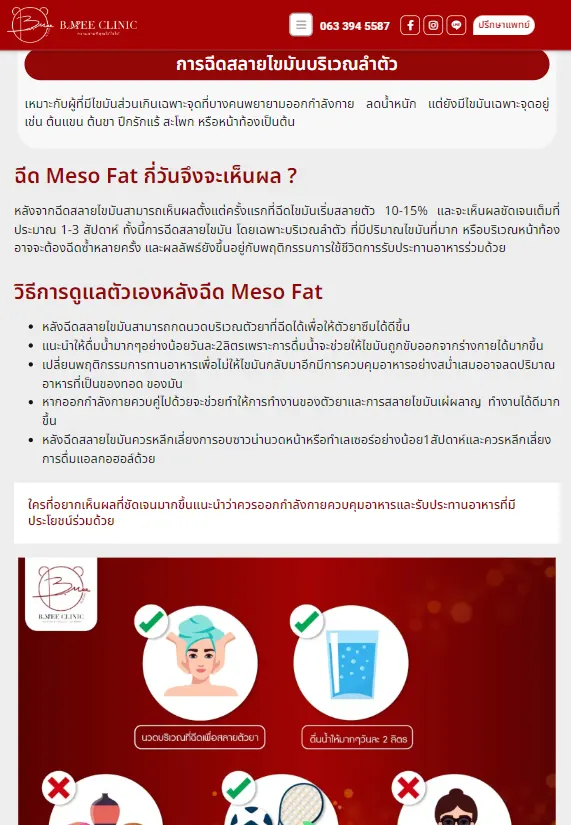 B.MEE CLINIC
063 394 5587
ปรึกษาแพทย์
การฉีดสลายไขมันบริเวณลำตัว
เหมาะกับผู้ที่มีไขมันส่วนเกินเฉพาะจุดที่บางคนพยายามออกกำลังกาย ลดน้ำหนัก แต่ยังมีไขมันเฉพาะจุดอยู่
เช่น ต้นแขน ต้นขา ปีกรักแร้ สะโพก หรือหน้าท้องเป็นต้น
ฉีด Meso Fat กี่วันจึงจะเห็นผล ?
หลังจากฉีดสลายไขมันสามารถเห็นผลตั้งแต่ครั้งแรกที่ฉีดไขมันเริ่มสลายตัว 10-15% และจะเห็นผลชัดเจนเต็มที่
ประมาณ 1-3 สัปดาห์ ทั้งนี้การฉีดสลายไขมัน โดยเฉพาะบริเวณลำตัว ที่มีปริมาณไขมันที่มาก หรือบริเวณหน้าท้อง
อาจจะต้องฉีดซ้ำหลายครั้ง และผลลัพธ์ยังขึ้นอยู่กับพฤติกรรมการใช้ชีวิตการรับประทานอาหารร่วมด้วย
วิธีการดูแลตัวเองหลังฉีด Meso Fat
หลังฉีดสลายไขมันสามารถกดนวดบริเวณตัวยาที่ฉีดได้เพื่อให้ตัวยาซึมได้ดีขึ้น
แนะนำให้ดื่มน้ำมากๆอย่างน้อยวันละ2ลิตรเพราะการดื่มน้ำจะช่วยให้ไขมันถูกขับออกจากร่างกายได้มากขึ้น
เปลี่ยนพฤติกรรมการทานอาหารเพื่อไม่ให้ไขมันกลับมาอีกมีการควบคุมอาหารอย่างสม่ำเสมออาจลดปริมาณ
อาหารที่เป็นของทอด ของมัน
หากออกกำลังกายควบคู่ไปด้วยจะช่วยทำให้การทำงานของตัวยาและการสลายไขมันเผ่ผลาญ ทำงานได้ดีมาก
ขึ้น
หลังฉีดสลายไขมันควรหลีกเลี่ยงการอบซาวน่านวดหน้าหรือทำเลเซอร์อย่างน้อย1สัปดาห์และควรหลีกเลี่ยง
การดื่มแอลกอฮอล์ด้วย
ใครที่อยากเห็นผลที่ชัดเจนมากขึ้นแนะนำว่าควรออกกำลังกายควบคุมอาหารและรับประทานอาหารที่มี
ประโยชน์ร่วมด้วย
B.MEE CLINIC
นวดบริเวณที่ฉีดเพื่อสลายตัวยา
ดื่มน้ำให้มากๆวันละ 2 ลิตร